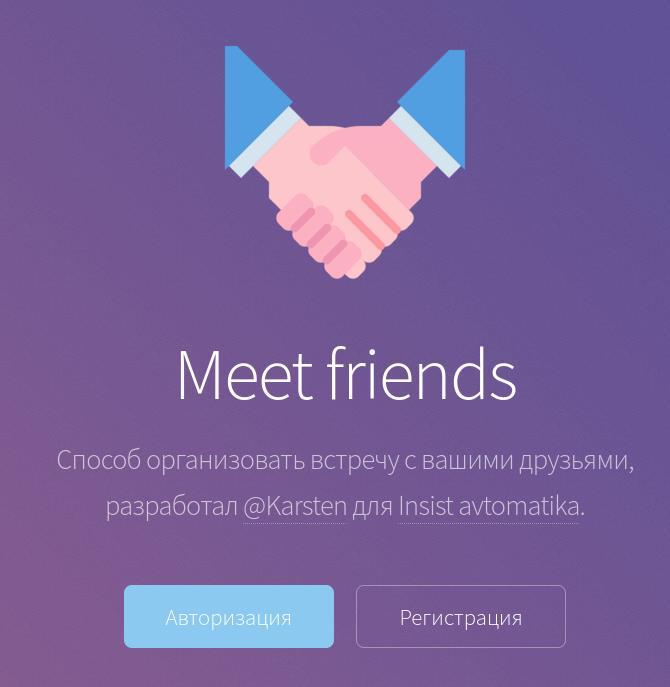 Meet friends
Способ организовать встречу с вашими друзьями,
разработал @Karsten для Insist avtomatika.
Авторизация
Регистрация